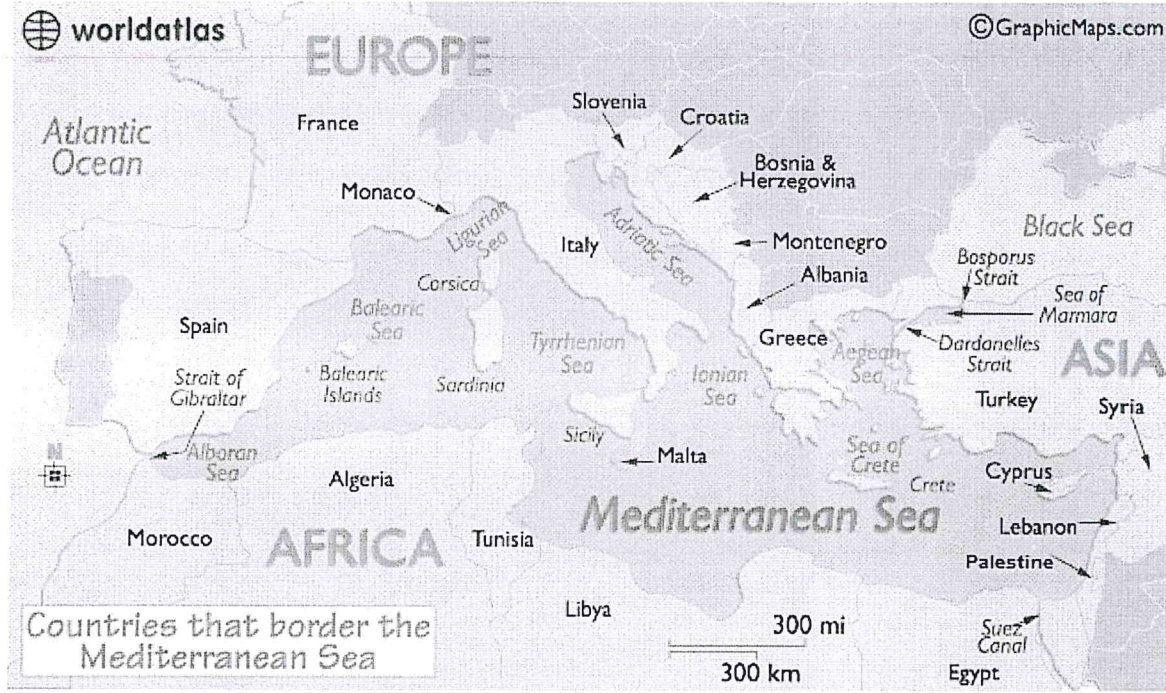 worldatlas
©GraphicMaps.com
EUROPE
Atlantic
Ocean
France
Slovenia
Croatia
Bosnia &
Herzegovina
Monaco
Ligurian
Sea
Italy
Adriatic Sea
Montenegro
Albania
Black Sea
Bosporus
Strait
Sea of
Marmara
Corsica
Balearic
Sea
Spain
Tyrrhenian
Sea
Greece
Aegean
Sea
Dardanelles
Strait
ASIA
Strait of
Gibraltar
Balearic
Islands
Sardinia
Ionian
Sea
Turkey
Syria
N
Alboran
Sea
Sicily
Malta
Sea of
Crete
Crete
Cyprus
Algeria
Mediterranean Sea
Lebanon
Morocco
AFRICA
Tunisia
Palestine
Libya
300 mi
300 km
Suez
Canal
Egypt
Countries that border the
Mediterranean Sea